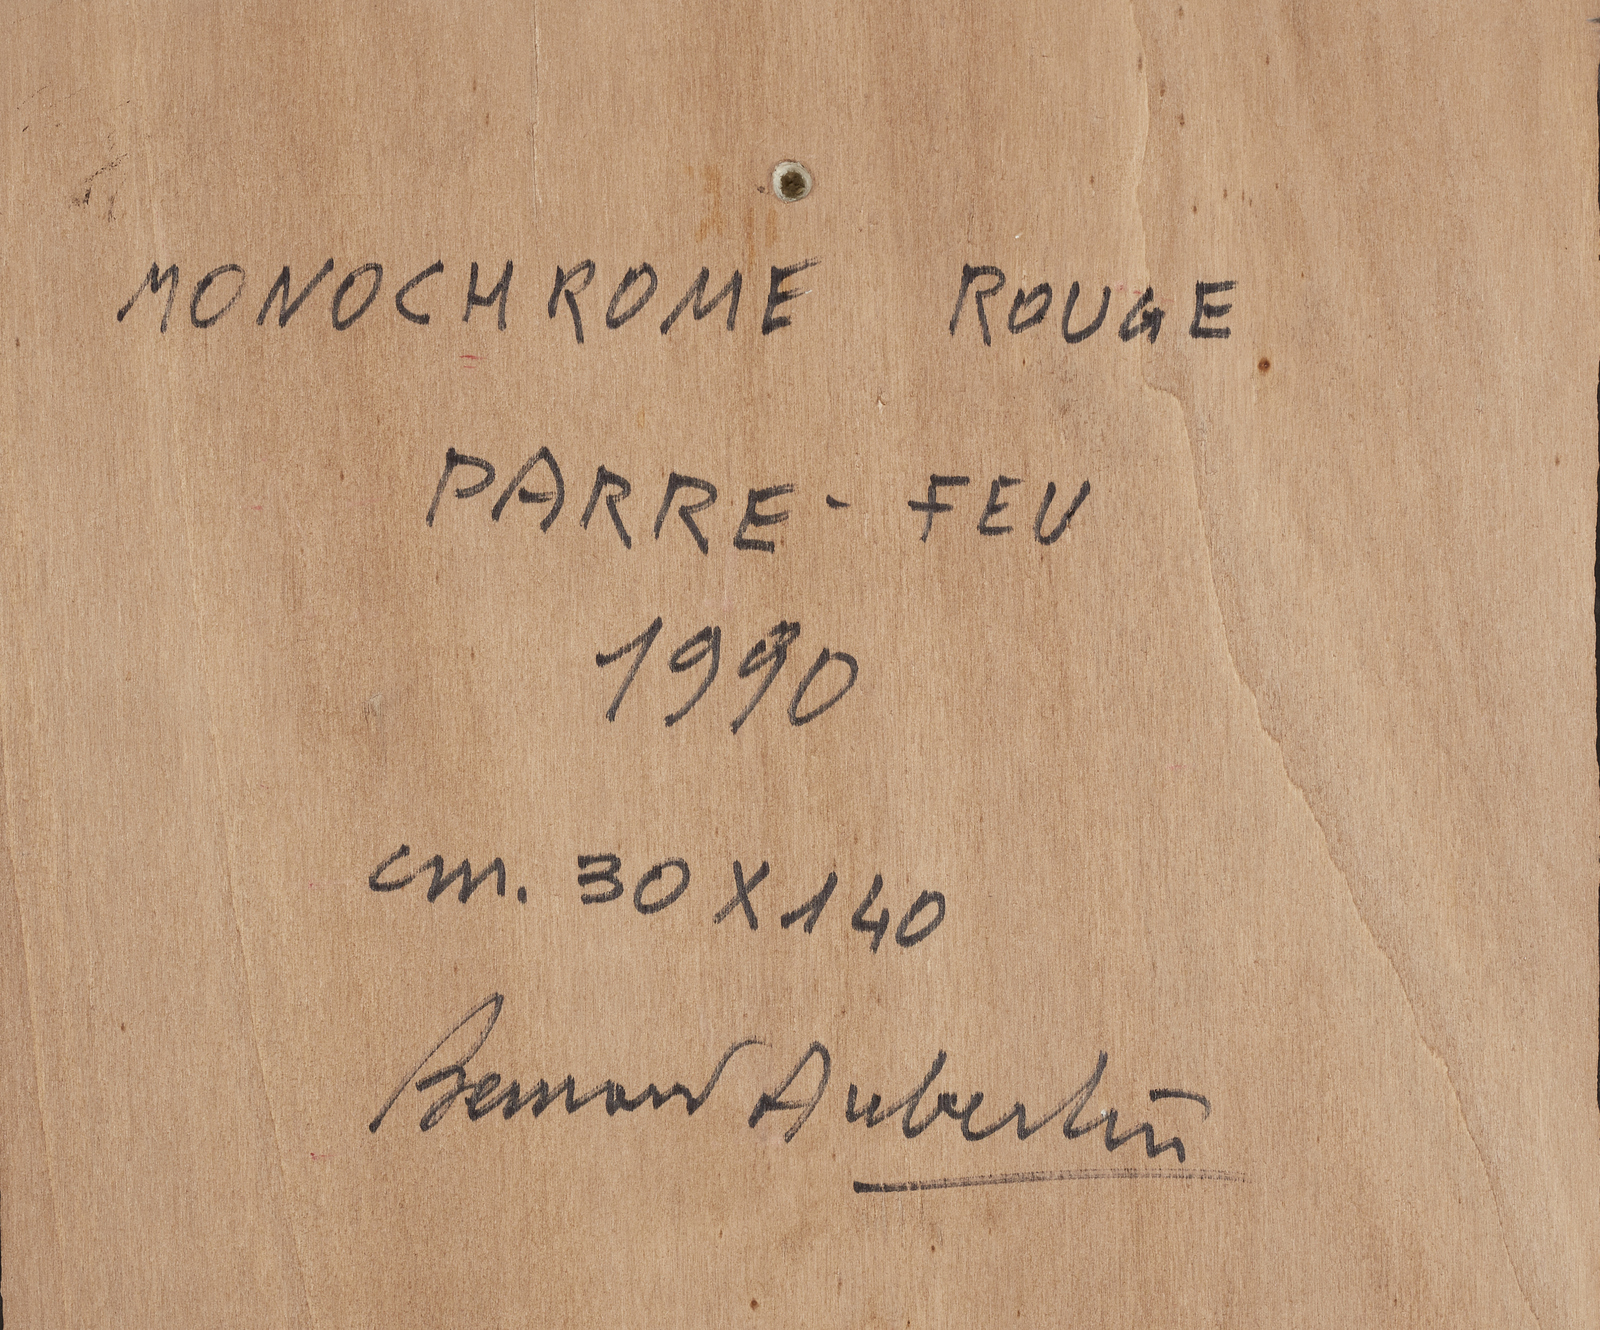 MONOCHROME ROUGE
PARRE-FEU
1990
cm. 30 X 140
Bernard Aubertin